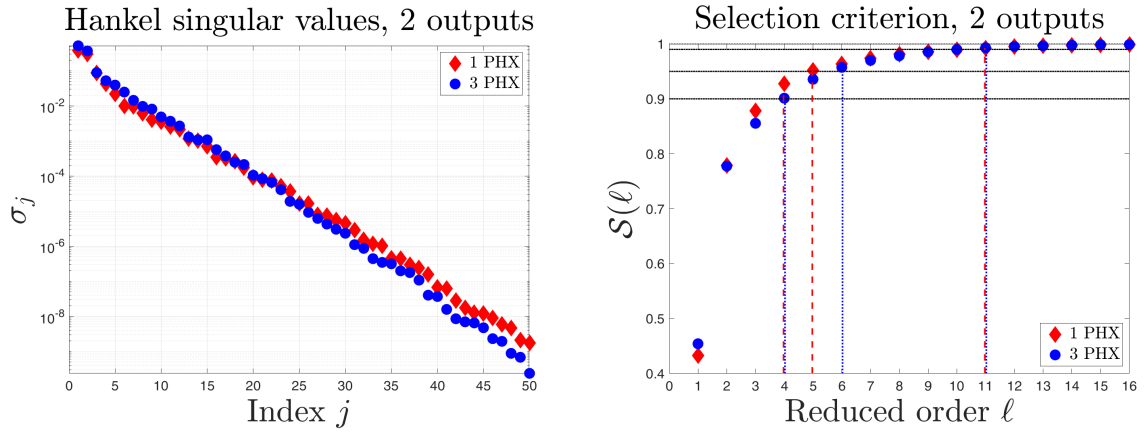 Hankel singular values, 2 outputs
1 PHX
3 PHX
10⁻²
10⁻⁴
10⁻⁶
10⁻⁸
σⱼ
0 5 10 15 20 25 30 35 40 45 50
Index j
Selection criterion, 2 outputs
1
0.9
0.8
0.7
0.6
0.5
0.4
S(ℓ)
1 PHX
3 PHX
0 1 2 3 4 5 6 7 8 9 10 11 12 13 14 15 16
Reduced order ℓ